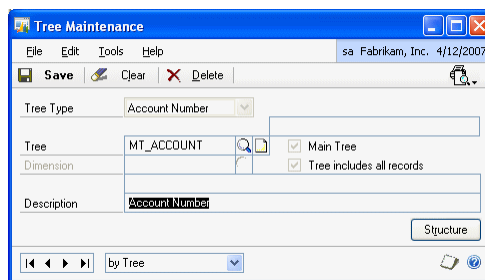 Tree Maintenance
File Edit Tools Help sa Fabrikam, Inc. 4/12/2007
Save Clear Delete
Tree Type Account Number
Tree MT_ACCOUNT Main Tree
Dimension Tree includes all records
Description Account Number
Structure
by Tree